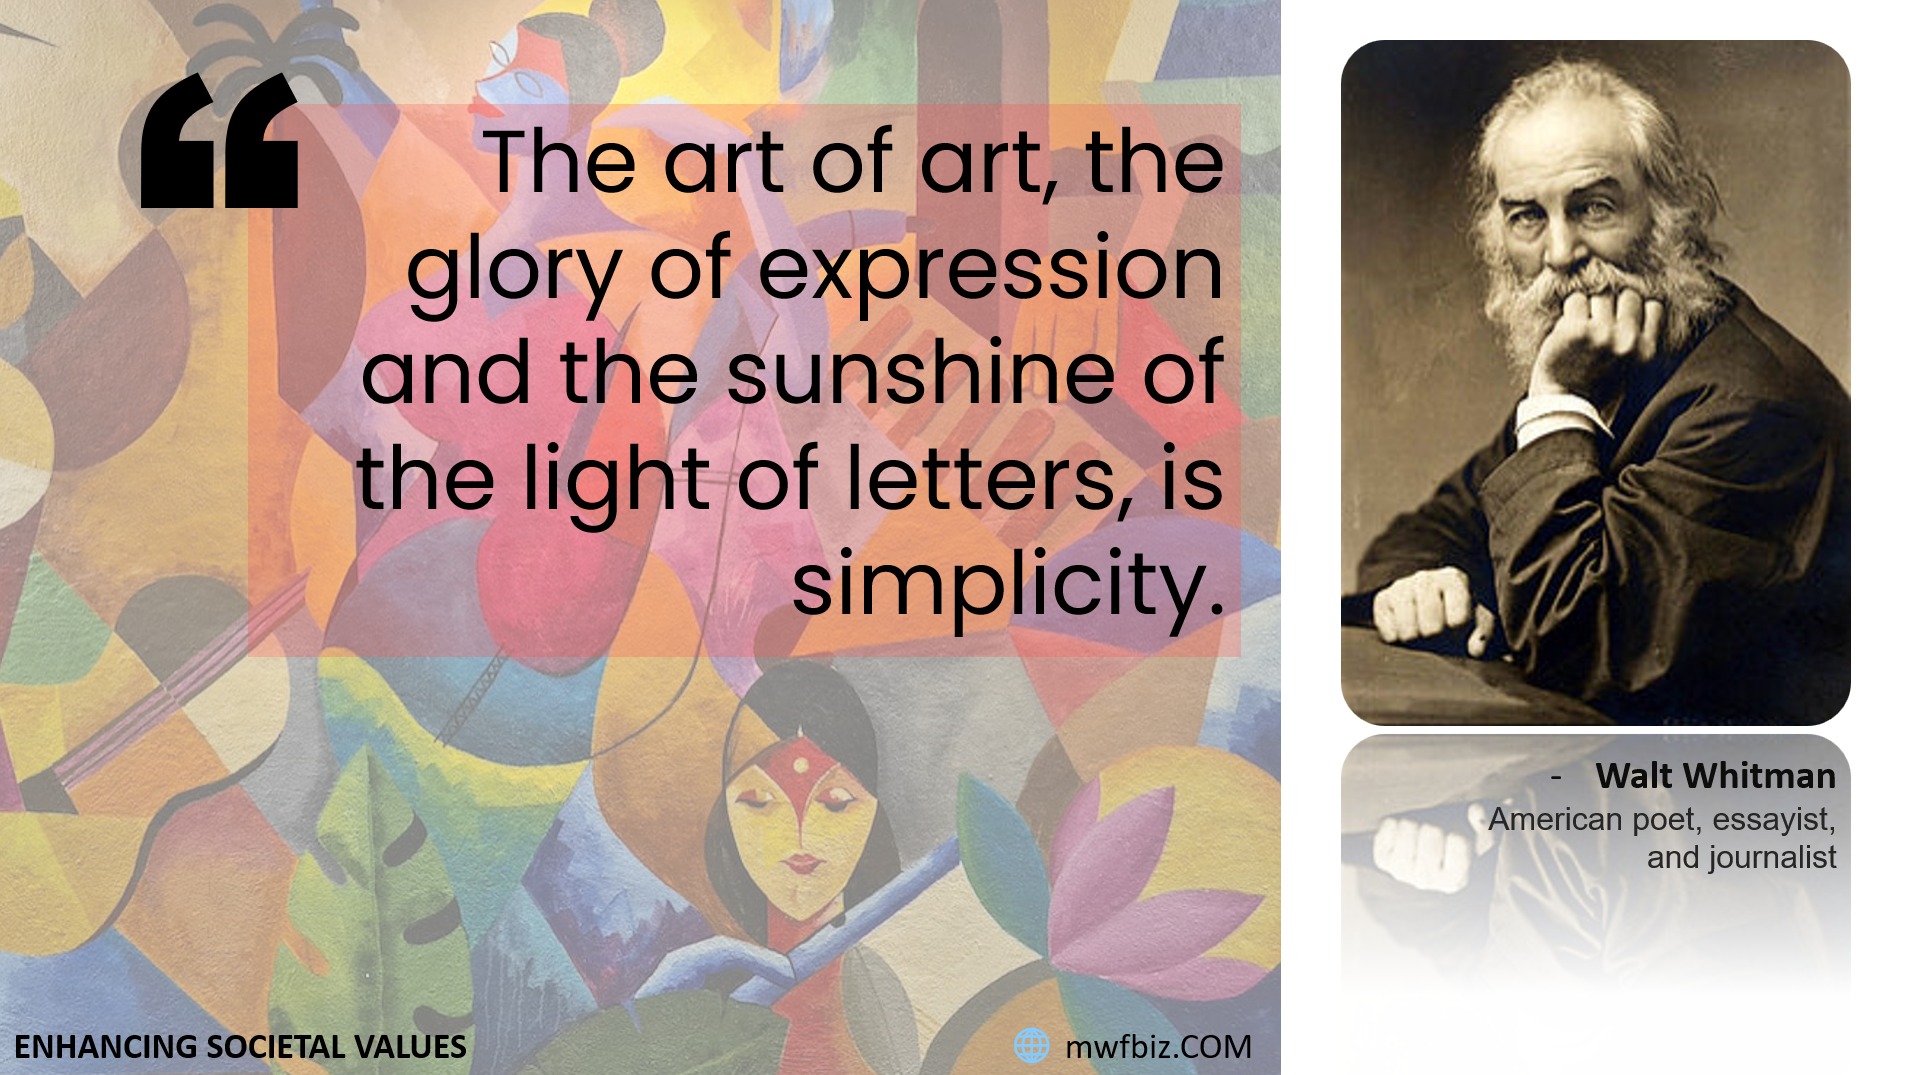 “
The art of art, the
glory of expression
and the sunshine of
the light of letters, is
simplicity.
- Walt Whitman
American poet, essayist,
and journalist
ENHANCING SOCIETAL VALUES
mwfbiz.COM